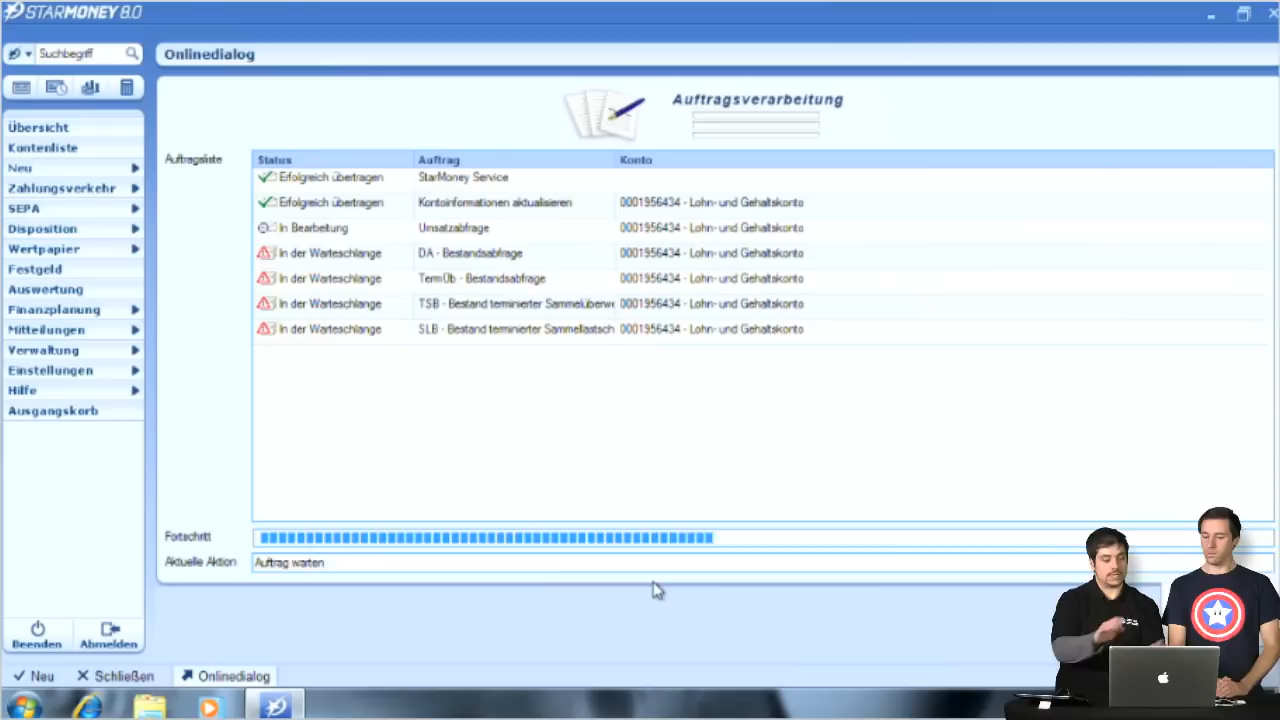 STARMONEY 8.0
Suchbegriff
Onlinedialog
Übersicht
Kontenliste
Neu
Zahlungsverkehr
SEPA
Disposition
Wertpapier
Festgeld
Auswertung
Finanzplanung
Mitteilungen
Verwaltung
Einstellungen
Hilfe
Ausgangskorb
Beenden Abmelden
Auftragsverarbeitung
Auftragsliste
Status Auftrag Konto
Erfolgreich übertragen StarMoney Service
Erfolgreich übertragen Kontoinformationen aktualisieren 0001956434 - Lohn- und Gehaltskonto
In Bearbeitung Umsatzabfrage 0001956434 - Lohn- und Gehaltskonto
In der Warteschlange DA - Bestandsabfrage 0001956434 - Lohn- und Gehaltskonto
In der Warteschlange TermÜb - Bestandsabfrage 0001956434 - Lohn- und Gehaltskonto
In der Warteschlange TSB - Bestand terminierter Sammelüberwe 0001956434 - Lohn- und Gehaltskonto
In der Warteschlange SLB - Bestand terminierter Sammellastsch 0001956434 - Lohn- und Gehaltskonto
Fortschritt
Aktuelle Aktion Auftrag warten
Neu Schließen Onlinedialog